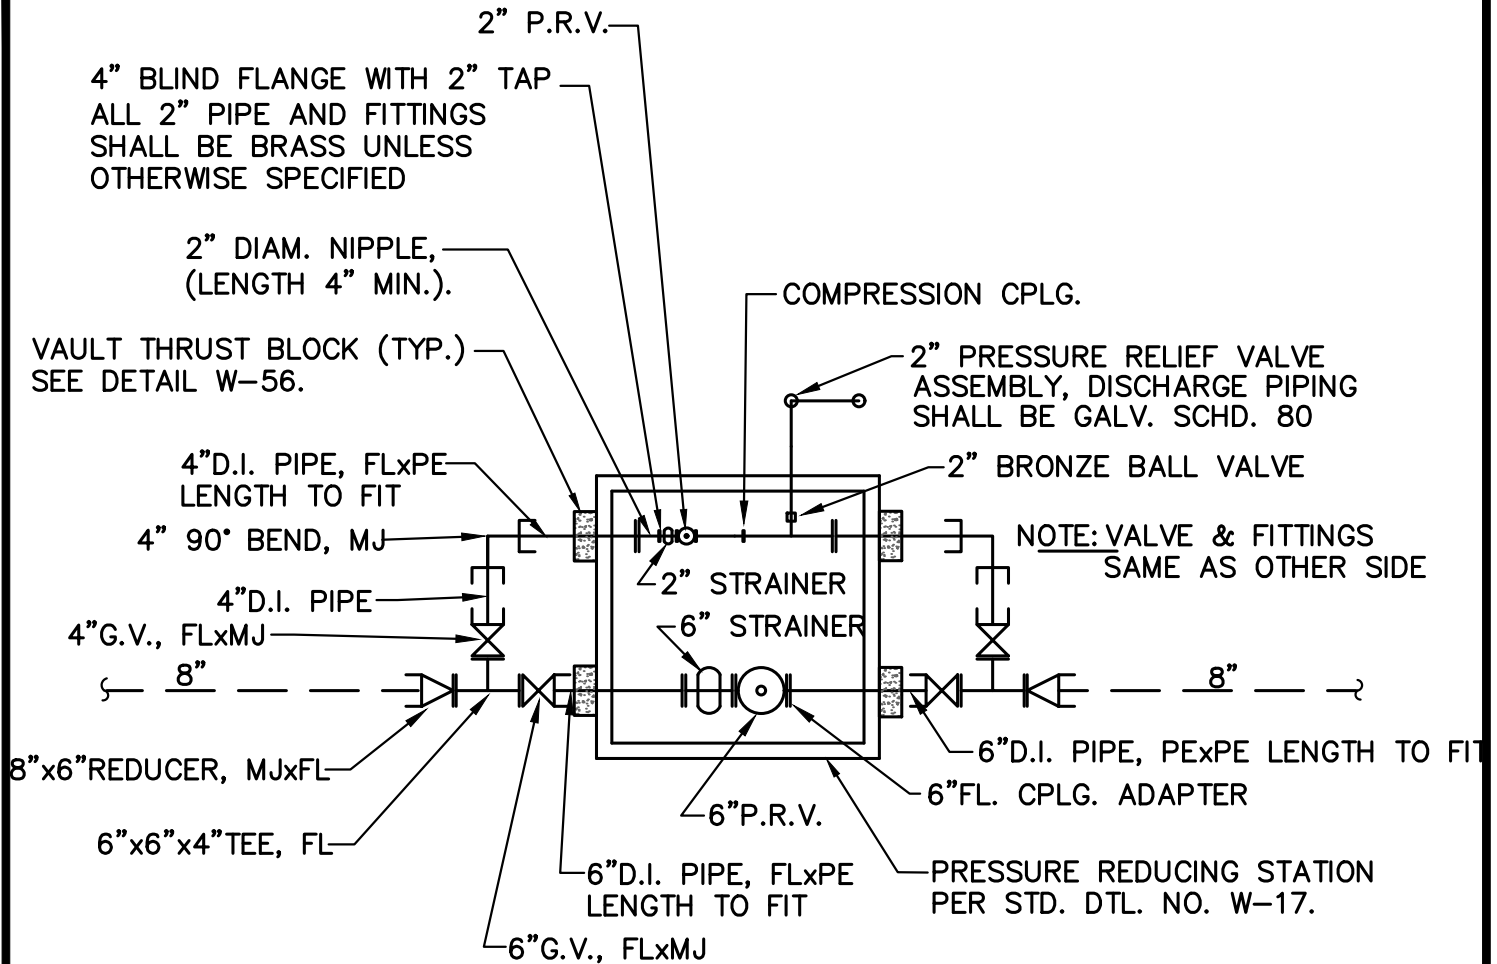 2” P.R.V.
4” BLIND FLANGE WITH 2” TAP
ALL 2” PIPE AND FITTINGS
SHALL BE BRASS UNLESS
OTHERWISE SPECIFIED
2” DIAM. NIPPLE,
(LENGTH 4” MIN.).
COMPRESSION CPLG.
VAULT THRUST BLOCK (TYP.)
SEE DETAIL W–56.
2” PRESSURE RELIEF VALVE
ASSEMBLY, DISCHARGE PIPING
SHALL BE GALV. SCHD. 80
4”D.I. PIPE, FLxPE
LENGTH TO FIT
2” BRONZE BALL VALVE
4” 90° BEND, MJ
NOTE: VALVE & FITTINGS
SAME AS OTHER SIDE
2” STRAINER
4”D.I. PIPE
6” STRAINER
4”G.V., FLxMJ
8”
8”
8”x6”REDUCER, MJxFL
6”D.I. PIPE, PExPE LENGTH TO FIT
6”FL. CPLG. ADAPTER
6”P.R.V.
6”x6”x4”TEE, FL
6”D.I. PIPE, FLxPE
LENGTH TO FIT
PRESSURE REDUCING STATION
PER STD. DTL. NO. W–17.
6”G.V., FLxMJ